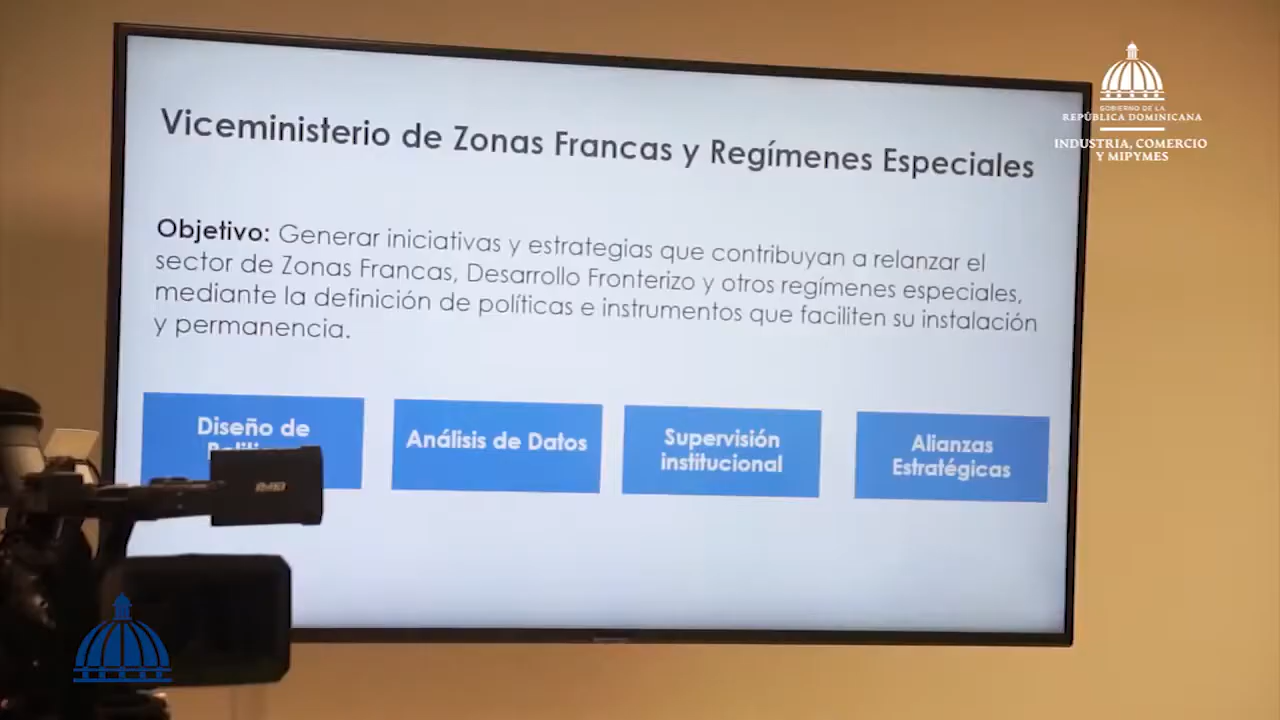 Viceministerio de Zonas Francas y Regímenes Especiales
Objetivo: Generar iniciativas y estrategias que contribuyan a relanzar el
sector de Zonas Francas, Desarrollo Fronterizo y otros regímenes especiales,
mediante la definición de políticas e instrumentos que faciliten su instalación
y permanencia.
Diseño de
Análisis de Datos
Supervisión
institucional
Alianzas
Estratégicas
GOBIERNO DE LA
REPÚBLICA DOMINICANA
INDUSTRIA, COMERCIO
Y MIPYMES